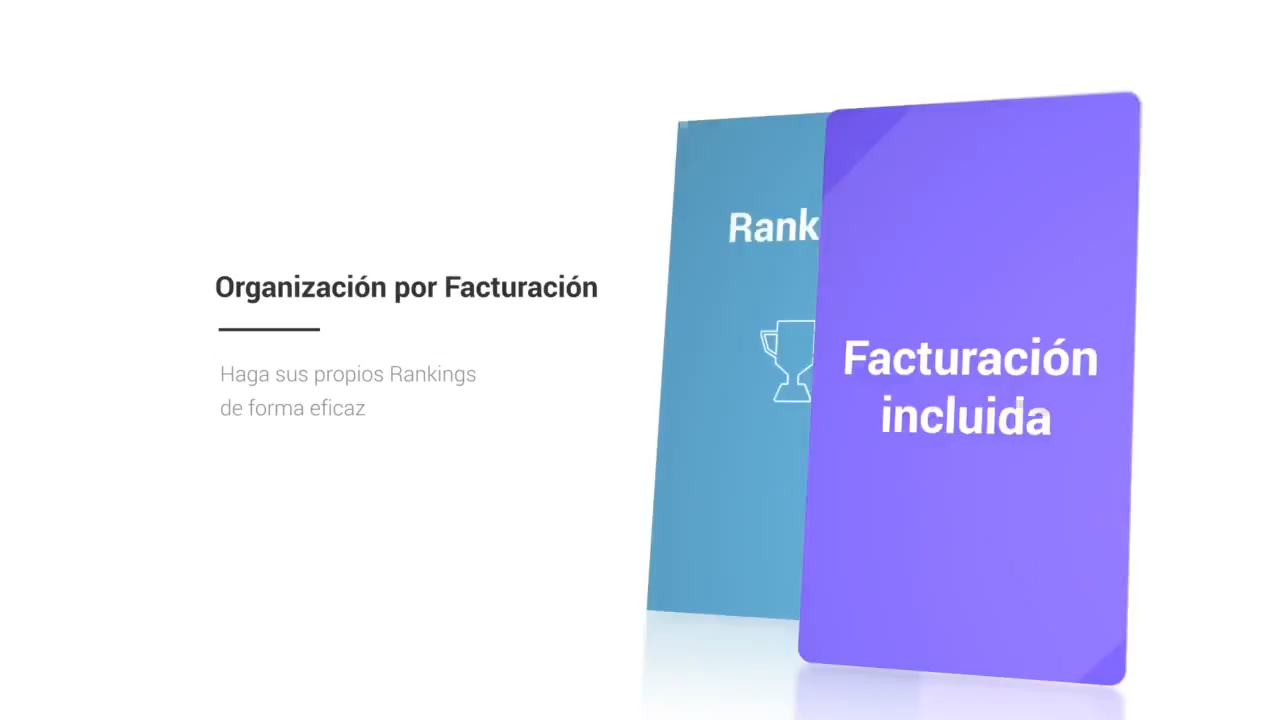 Organización por Facturación
Haga sus propios Rankings
de forma eficaz
Rank
Facturación
incluida